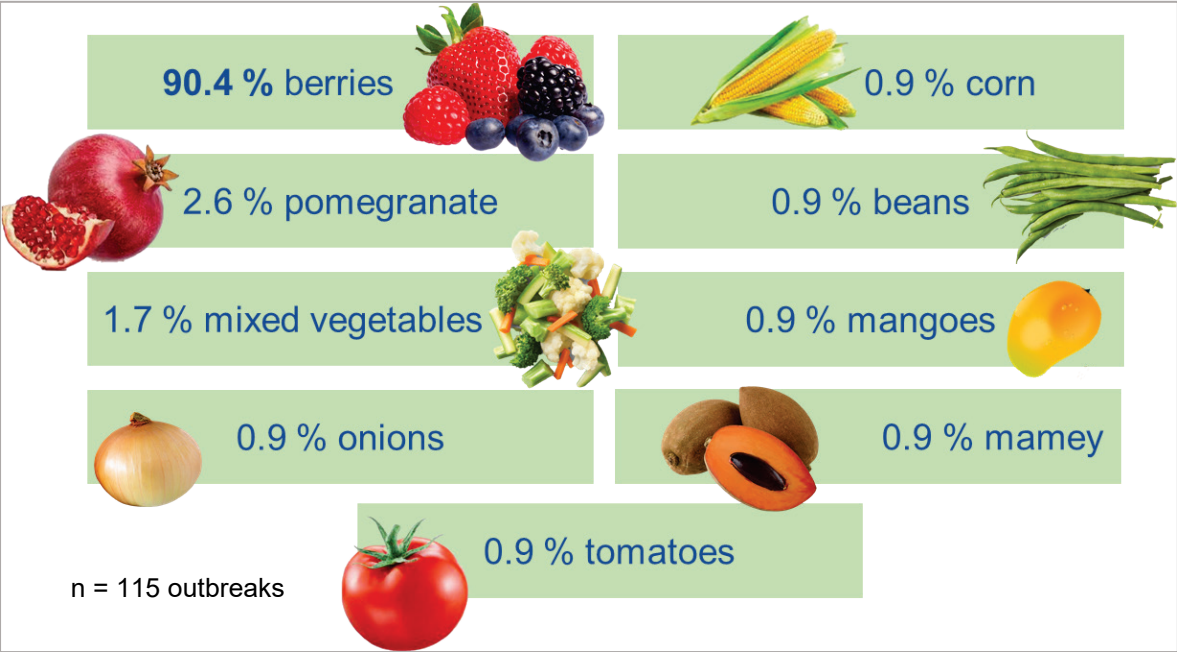 90.4 % berries
0.9 % corn
2.6 % pomegranate
0.9 % beans
1.7 % mixed vegetables
0.9 % mangoes
0.9 % onions
0.9 % mamey
0.9 % tomatoes
n = 115 outbreaks